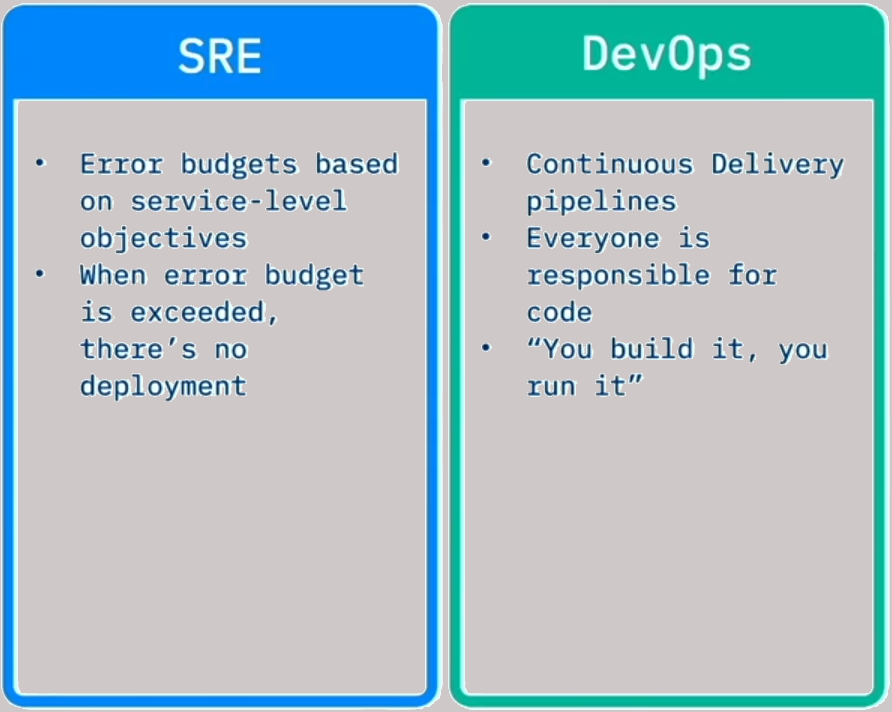 SRE
• Error budgets based
on service-level
objectives
• When error budget
is exceeded,
there’s no
deployment
DevOps
• Continuous Delivery
pipelines
• Everyone is
responsible for
code
• “You build it, you
run it”